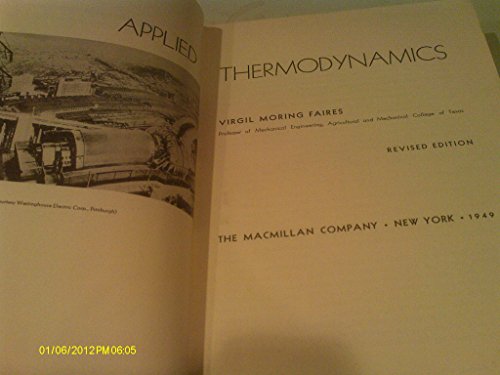 APPLIED
THERMODYNAMICS
VIRGIL MORING FAIRES
Professor of Mechanical Engineering, Agricultural and Mechanical College of Texas
REVISED EDITION
THE MACMILLAN COMPANY • NEW YORK • 1949
Westinghouse Electric Corp., Pittsburgh)
01/06/2012 PM 06:05